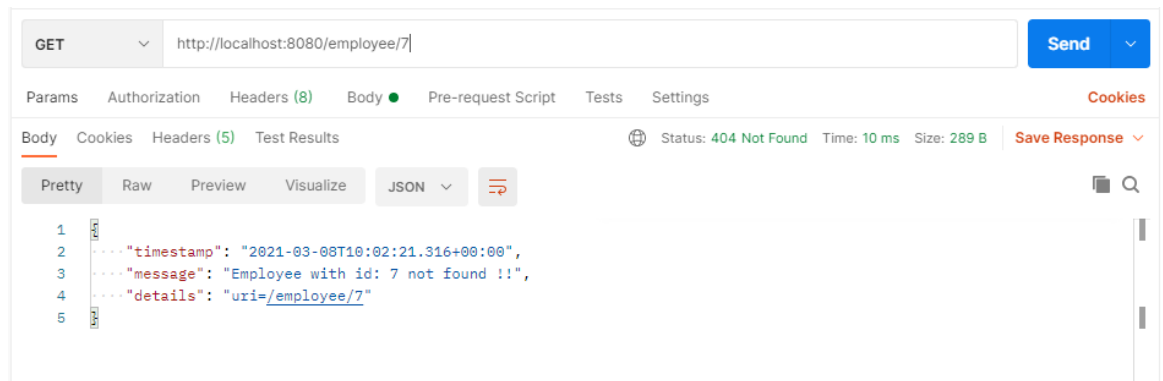 GET http://localhost:8080/employee/7 Send
Params Authorization Headers (8) Body Pre-request Script Tests Settings Cookies
Body Cookies Headers (5) Test Results Status: 404 Not Found Time: 10 ms Size: 289 B Save Response
Pretty Raw Preview Visualize JSON
1 {
2 ····"timestamp": "2021-03-08T10:02:21.316+00:00",
3 ····"message": "Employee with id: 7 not found !!",
4 ····"details": "uri=/employee/7"
5 }